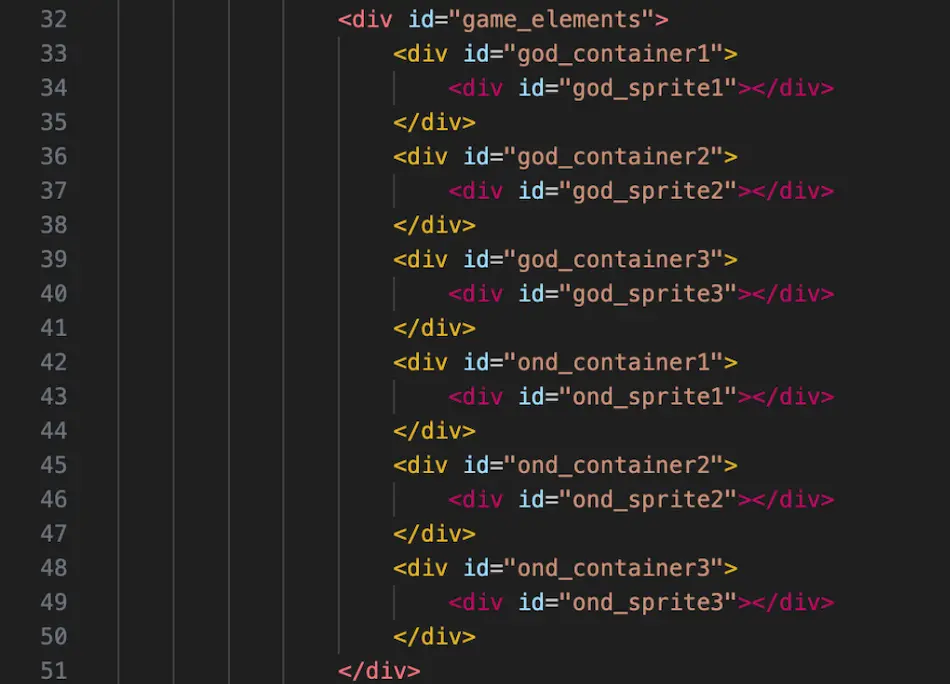 32 <div id="game_elements">
33 <div id="god_container1">
34 <div id="god_sprite1"></div>
35 </div>
36 <div id="god_container2">
37 <div id="god_sprite2"></div>
38 </div>
39 <div id="god_container3">
40 <div id="god_sprite3"></div>
41 </div>
42 <div id="ond_container1">
43 <div id="ond_sprite1"></div>
44 </div>
45 <div id="ond_container2">
46 <div id="ond_sprite2"></div>
47 </div>
48 <div id="ond_container3">
49 <div id="ond_sprite3"></div>
50 </div>
51 </div>